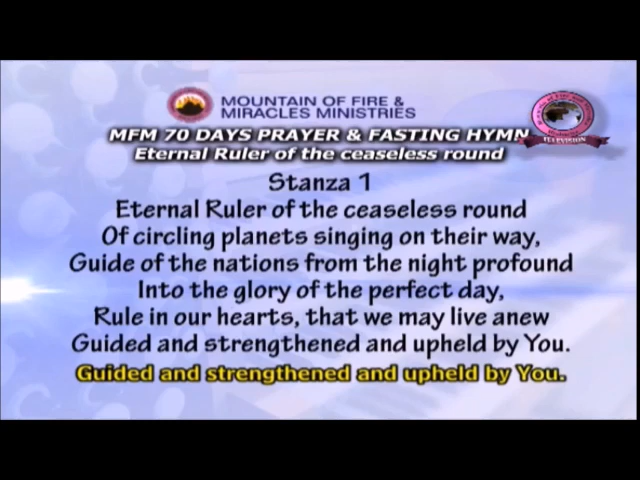 MOUNTAIN OF FIRE &
MIRACLES MINISTRIES
MFM 70 DAYS PRAYER & FASTING HYMN
Eternal Ruler of the ceaseless round
TELEVISION
Stanza 1
Eternal Ruler of the ceaseless round
Of circling planets singing on their way,
Guide of the nations from the night profound
Into the glory of the perfect day,
Rule in our hearts, that we may live anew
Guided and strengthened and upheld by You.
Guided and strengthened and upheld by You.